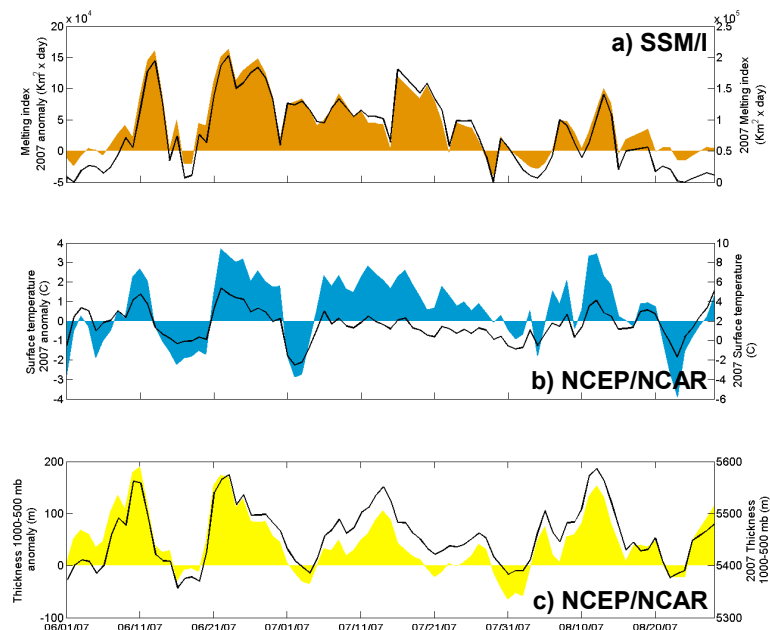 x 10⁴
x 10⁵
a) SSM/I
20
15
10
5
0
-5
2.5
2
1.5
1
0.5
0
Melting index
2007 anomaly (Km² x day)
2007 Melting index
(Km² x day)
4
3
2
1
0
-1
-2
-3
-4
10
8
6
4
2
0
-2
-4
-6
Surface temperature
2007 anomaly (C)
2007 Surface temperature
(C)
b) NCEP/NCAR
200
100
0
-100
5600
5500
5400
5300
Thickness 1000-500 mb
anomaly (m)
2007 Thickness
1000-500 mb (m)
c) NCEP/NCAR
06/01/07 06/11/07 06/21/07 07/01/07 07/11/07 07/21/07 07/31/07 08/10/07 08/20/07